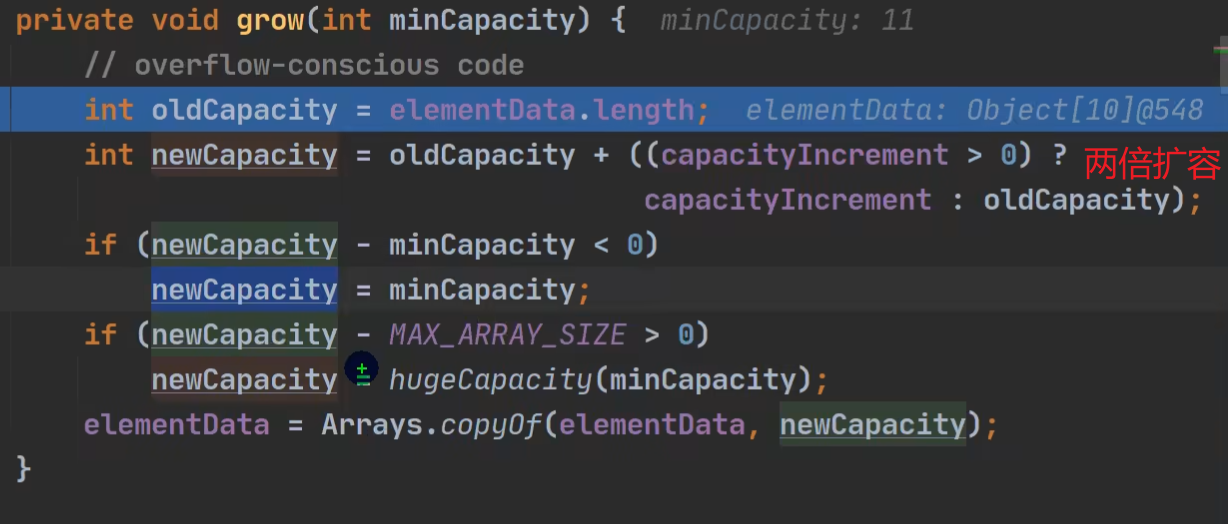 private void grow(int minCapacity) {  minCapacity: 11
// overflow-conscious code
int oldCapacity = elementData.length;  elementData: Object[10]@548
int newCapacity = oldCapacity + ((capacityIncrement > 0) ? 两倍扩容
capacityIncrement : oldCapacity);
if (newCapacity - minCapacity < 0)
newCapacity = minCapacity;
if (newCapacity - MAX_ARRAY_SIZE > 0)
newCapacity = hugeCapacity(minCapacity);
elementData = Arrays.copyOf(elementData, newCapacity);
}